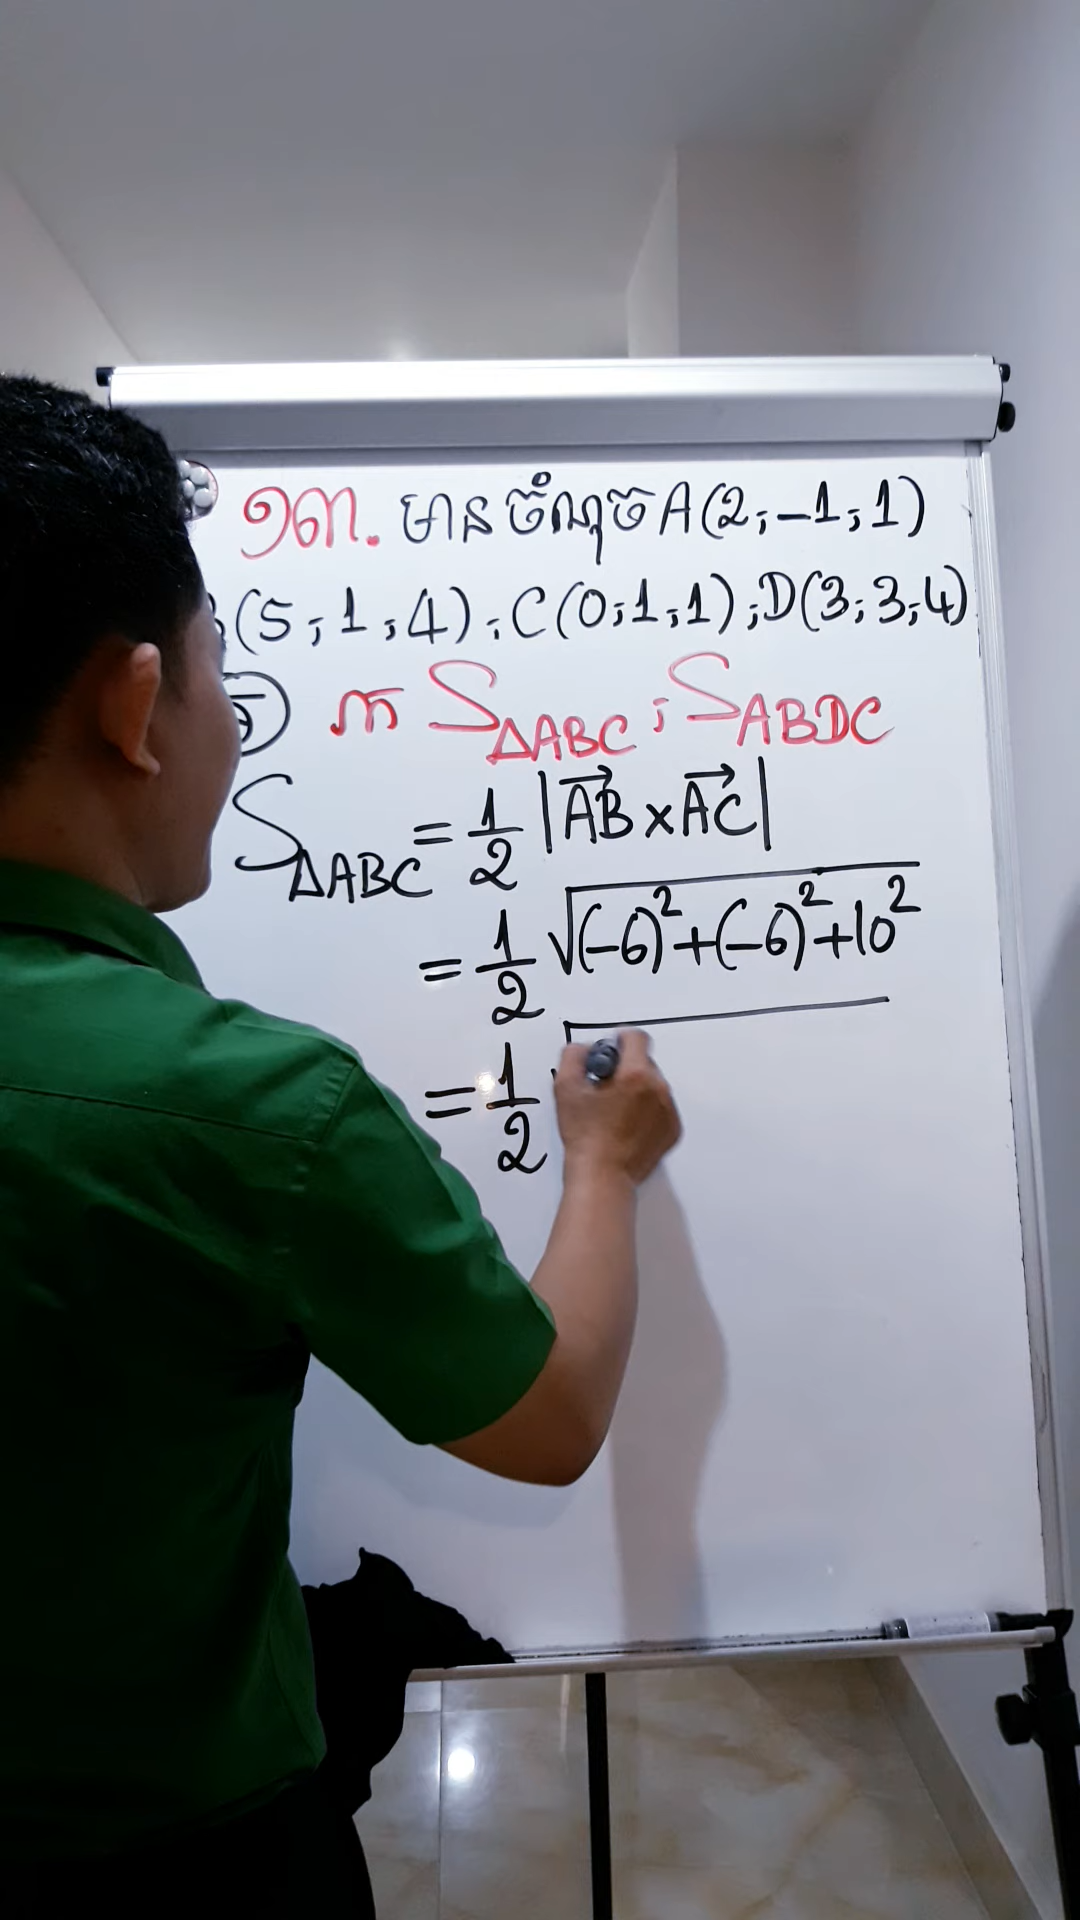 ១៣. មានចំណុច A(2;-1;1)
(5;1;4);C(0;1;1);D(3;3;4)
រក S△ABC ; SABDC
S△ABC = 1/2 |AB→ × AC→|
= 1/2 √((-6)²+(-6)²+10²)
= 1/2 √